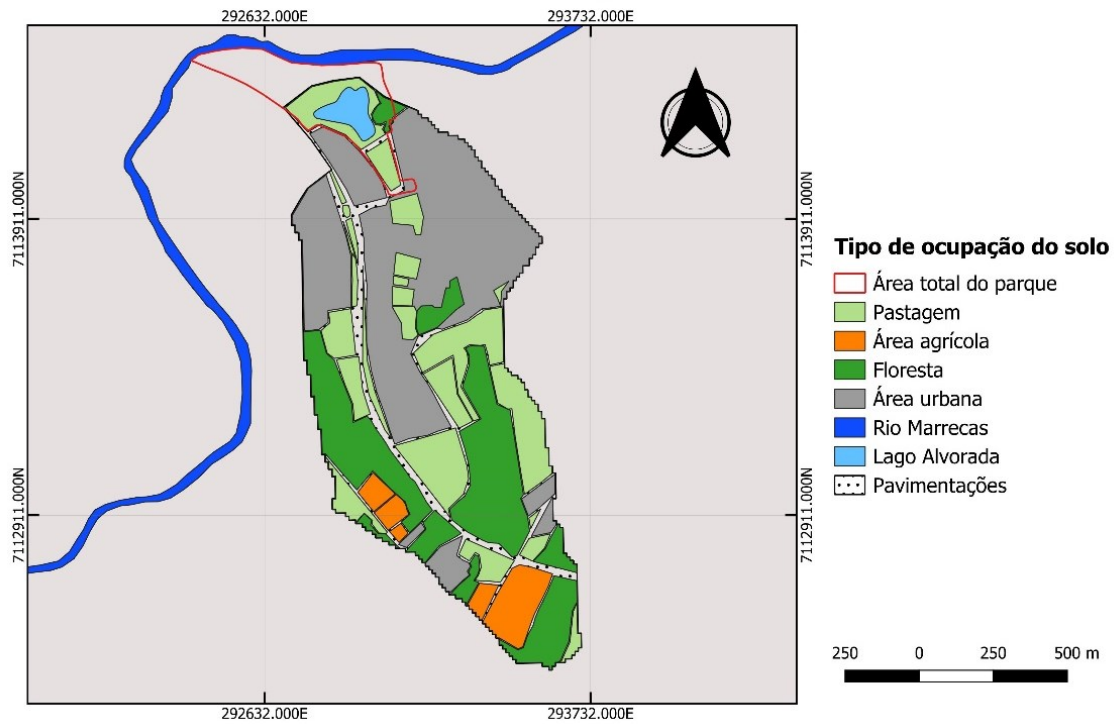 292632.000E 293732.000E
7113911.000N 7113911.000N
7112911.000N 7112911.000N
292632.000E 293732.000E
Tipo de ocupação do solo
Área total do parque
Pastagem
Área agrícola
Floresta
Área urbana
Rio Marrecas
Lago Alvorada
Pavimentações
250 0 250 500 m